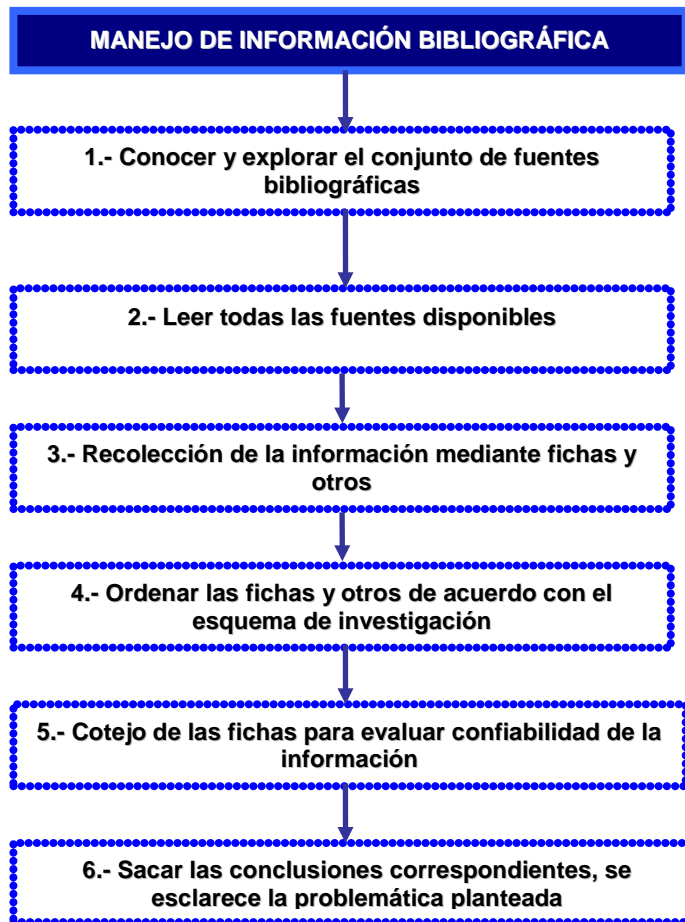 MANEJO DE INFORMACIÓN BIBLIOGRÁFICA
1.- Conocer y explorar el conjunto de fuentes
bibliográficas
2.- Leer todas las fuentes disponibles
3.- Recolección de la información mediante fichas y
otros
4.- Ordenar las fichas y otros de acuerdo con el
esquema de investigación
5.- Cotejo de las fichas para evaluar confiabilidad de la
información
6.- Sacar las conclusiones correspondientes, se
esclarece la problemática planteada